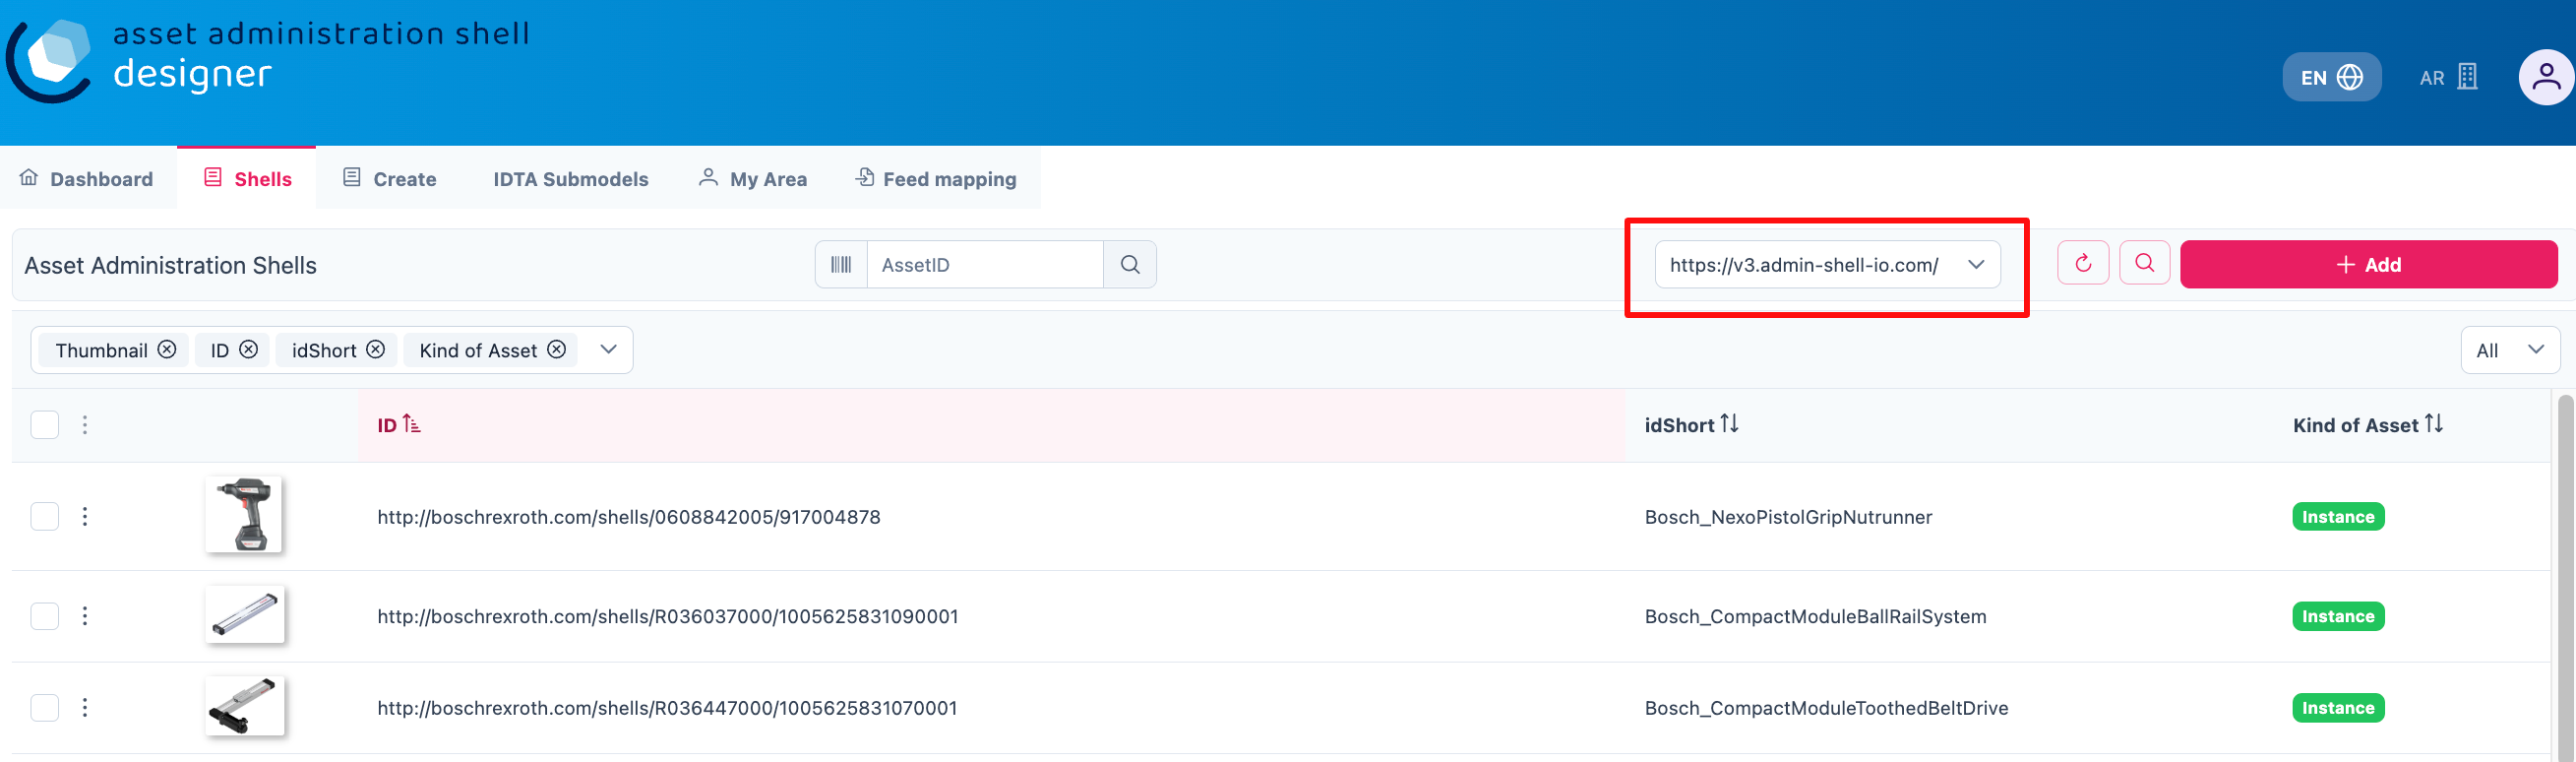 asset administration shell
designer
EN
AR
Dashboard
Shells
Create
IDTA Submodels
My Area
Feed mapping
Asset Administration Shells
AssetID
https://v3.admin-shell-io.com/
Add
Thumbnail
ID
idShort
Kind of Asset
All
ID
idShort
Kind of Asset
http://boschrexroth.com/shells/0608842005/917004878
Bosch_NexoPistolGripNutrunner
Instance
http://boschrexroth.com/shells/R036037000/1005625831090001
Bosch_CompactModuleBallRailSystem
Instance
http://boschrexroth.com/shells/R036447000/1005625831070001
Bosch_CompactModuleToothedBeltDrive
Instance